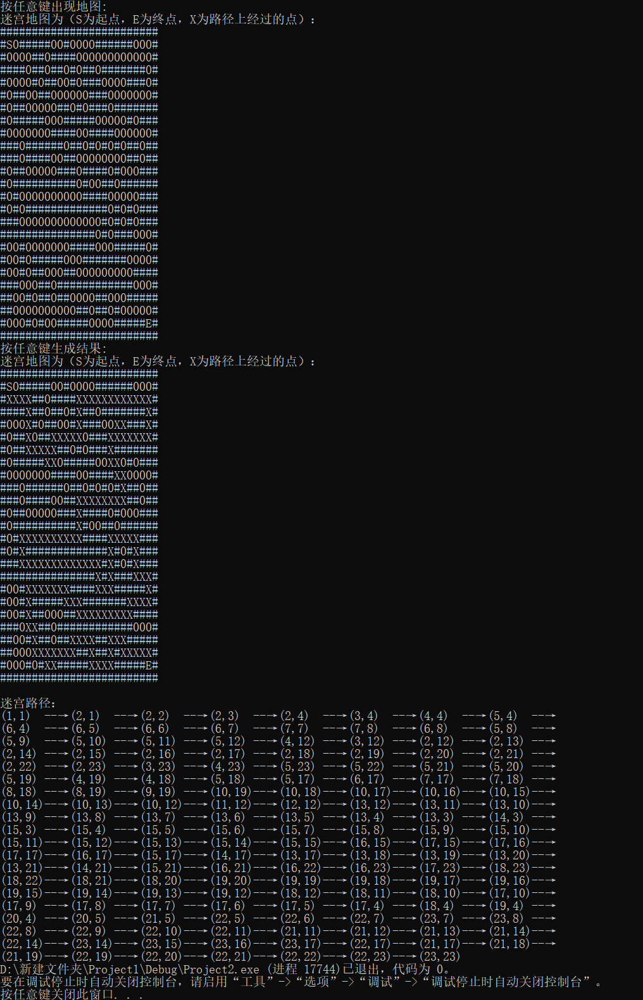 按任意键出现地图:
迷宫地图为（S为起点，E为终点，X为路径上经过的点）:
#########################
#S0#####00#0000######000#
#0000##0####000000000000#
####0##0##0#0##0#######0#
#0000#0##00#0###0000###0#
#0##00##000000###0000000#
#0##00000##0#0###0#######
#0#####000#####00000#0###
#0000000####00####000000#
###0######0##0#0#0#0##0##
###0####00##00000000##0##
#0##00000###0####0#000###
#0##########0#00##0######
#0#0000000000####00000###
#0#0#############0#0#0###
###0000000000000#0#0#0###
###############0#0###000#
#00#0000000####000#####0#
#00#0#####000#######0000#
#00#0##000##000000000####
###000##0############000#
##00#0##0##0000##000#####
##0000000000##0##0#00000#
#000#0#00#####0000#####E#
#########################
按任意键生成结果:
迷宫地图为（S为起点，E为终点，X为路径上经过的点）:
#########################
#S0#####00#0000######000#
#XXXX##0####XXXXXXXXXXXX#
####X##0##0#X##0#######X#
#000X#0##00#X###00XX###X#
#0##X0##XXXXX0###XXXXXXX#
#0##XXXXX##0#0###X#######
#0#####XX0#####00XX0#0###
#0000000####00####XX0000#
###0######0##0#0#0#X##0##
###0####00##XXXXXXXX##0##
#0##00000###X####0#000###
#0##########X#00##0######
#0#XXXXXXXXXX####XXXXX###
#0#X#############X#0#X###
###XXXXXXXXXXXXX#X#0#X###
###############X#X###XXX#
#00#XXXXXXX####XXX#####X#
#00#X#####XXX#######XXXX#
#00#X##000##XXXXXXXXX####
###0XX##0############000#
##00#X##0##XXXX##XXX#####
##000XXXXXXX##X##X#XXXXX#
#000#0#XX#####XXXX#####E#
#########################
迷宫路径:
(1,1) --->(2,1) --->(2,2) --->(2,3) --->(2,4) --->(3,4) --->(4,4) --->(5,4) --->
(6,4) --->(6,5) --->(6,6) --->(6,7) --->(7,7) --->(7,8) --->(6,8) --->(5,8) --->
(5,9) --->(5,10) --->(5,11) --->(5,12) --->(4,12) --->(3,12) --->(2,12) --->(2,13) --->
(2,14) --->(2,15) --->(2,16) --->(2,17) --->(2,18) --->(2,19) --->(2,20) --->(2,21) --->
(2,22) --->(2,23) --->(3,23) --->(4,23) --->(5,23) --->(5,22) --->(5,21) --->(5,20) --->
(5,19) --->(4,19) --->(4,18) --->(5,18) --->(5,17) --->(6,17) --->(7,17) --->(7,18) --->
(8,18) --->(8,19) --->(9,19) --->(10,19)--->(10,18)--->(10,17)--->(10,16)--->(10,15)--->
(10,14)--->(10,13)--->(10,12)--->(11,12)--->(12,12)--->(13,12)--->(13,11)--->(13,10)--->
(13,9) --->(13,8) --->(13,7) --->(13,6) --->(13,5) --->(13,4) --->(13,3) --->(14,3) --->
(15,3) --->(15,4) --->(15,5) --->(15,6) --->(15,7) --->(15,8) --->(15,9) --->(15,10)--->
(15,11)--->(15,12)--->(15,13)--->(15,14)--->(15,15)--->(16,15)--->(17,15)--->(17,16)--->
(17,17)--->(16,17)--->(15,17)--->(14,17)--->(13,17)--->(13,18)--->(13,19)--->(13,20)--->
(13,21)--->(14,21)--->(15,21)--->(16,21)--->(16,22)--->(16,23)--->(17,23)--->(18,23)--->
(18,22)--->(18,21)--->(18,20)--->(19,20)--->(19,19)--->(19,18)--->(19,17)--->(19,16)--->
(19,15)--->(19,14)--->(19,13)--->(19,12)--->(18,12)--->(18,11)--->(18,10)--->(17,10)--->
(17,9) --->(17,8) --->(17,7) --->(17,6) --->(17,5) --->(17,4) --->(18,4) --->(19,4) --->
(20,4) --->(20,5) --->(21,5) --->(22,5) --->(22,6) --->(22,7) --->(23,7) --->(23,8) --->
(22,8) --->(22,9) --->(22,10)--->(22,11)--->(21,11)--->(21,12)--->(21,13)--->(21,14)--->
(22,14)--->(23,14)--->(23,15)--->(23,16)--->(23,17)--->(22,17)--->(21,17)--->(21,18)--->
(21,19)--->(22,19)--->(22,20)--->(22,21)--->(22,22)--->(22,23)--->(23,23)
D:\新建文件夹\Project1\Debug\Project2.exe (进程 17744)已退出，代码为 0。
要在调试停止时自动关闭控制台，请启用“工具”->“选项”->“调试”->“调试停止时自动关闭控制台”。
按任意键关闭此窗口. . .